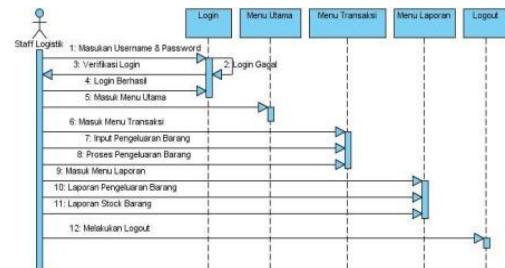 Login
Menu Utama
Menu Transaksi
Menu Laporan
Logout
Staff Logistik
1: Masukan Username & Password
2: Login Gagal
3: Verifikasi Login
4: Login Berhasil
5: Masuk Menu Utama
6: Masuk Menu Transaksi
7: Input Pengeluaran Barang
8: Proses Pengeluaran Barang
9: Masuk Menu Laporan
10: Laporan Pengeluaran Barang
11: Laporan Stock Barang
12: Melakukan Logout